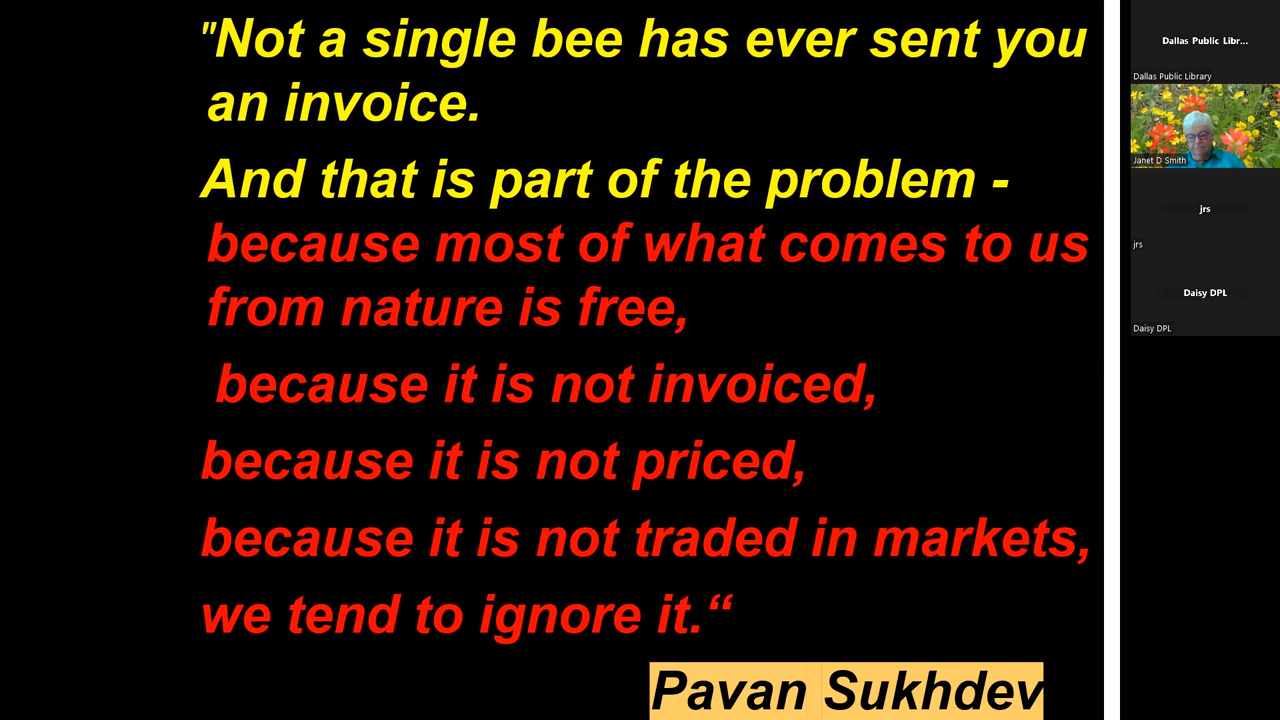 "Not a single bee has ever sent you
an invoice.
And that is part of the problem -
because most of what comes to us
from nature is free,
because it is not invoiced,
because it is not priced,
because it is not traded in markets,
we tend to ignore it.“
Pavan Sukhdev
Dallas Public Libr...
Dallas Public Library
Janet D Smith
jrs
jrs
Daisy DPL
Daisy DPL